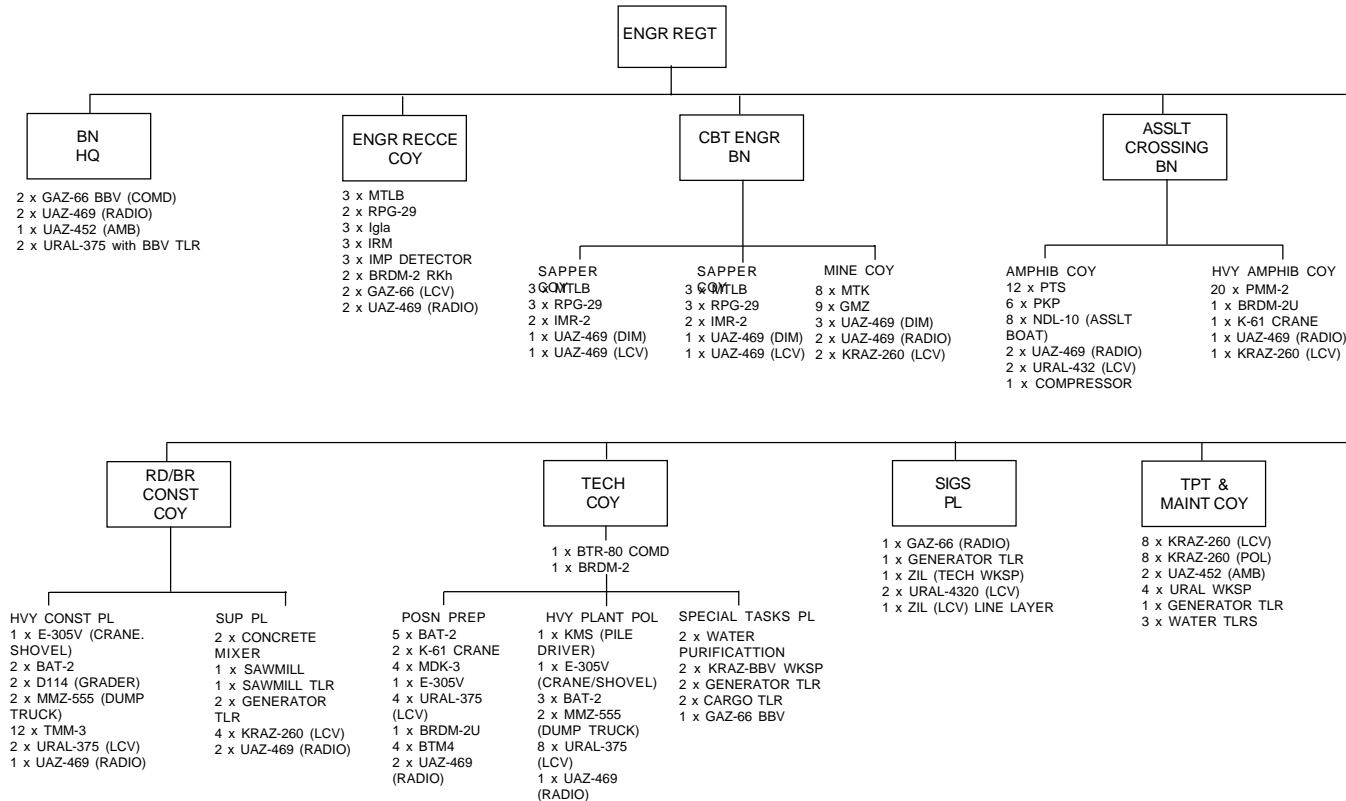 ENGR REGT
BN
HQ
2 x GAZ-66 BBV (COMD)
2 x UAZ-469 (RADIO)
1 x UAZ-452 (AMB)
2 x URAL-375 with BBV TLR
ENGR RECCE
COY
3 x MTLB
2 x RPG-29
3 x Igla
3 x IRM
3 x IMP DETECTOR
2 x BRDM-2 RKh
2 x GAZ-66 (LCV)
2 x UAZ-469 (RADIO)
CBT ENGR
BN
SAPPER
COY
3 x MTLB
3 x RPG-29
2 x IMR-2
1 x UAZ-469 (DIM)
1 x UAZ-469 (LCV)
SAPPER
COY
3 x MTLB
3 x RPG-29
2 x IMR-2
1 x UAZ-469 (DIM)
1 x UAZ-469 (LCV)
MINE COY
8 x MTK
9 x GMZ
3 x UAZ-469 (DIM)
2 x UAZ-469 (RADIO)
2 x KRAZ-260 (LCV)
ASSLT
CROSSING
BN
AMPHIB COY
12 x PTS
6 x PKP
8 x NDL-10 (ASSLT
BOAT)
2 x UAZ-469 (RADIO)
2 x URAL-432 (LCV)
1 x COMPRESSOR
HVY AMPHIB COY
20 x PMM-2
1 x BRDM-2U
1 x K-61 CRANE
1 x UAZ-469 (RADIO)
1 x KRAZ-260 (LCV)
RD/BR
CONST
COY
HVY CONST PL
1 x E-305V (CRANE.
SHOVEL)
2 x BAT-2
2 x D114 (GRADER)
2 x MMZ-555 (DUMP
TRUCK)
12 x TMM-3
2 x URAL-375 (LCV)
1 x UAZ-469 (RADIO)
SUP PL
2 x CONCRETE
MIXER
1 x SAWMILL
1 x SAWMILL TLR
2 x GENERATOR
TLR
4 x KRAZ-260 (LCV)
2 x UAZ-469 (RADIO)
TECH
COY
1 x BTR-80 COMD
1 x BRDM-2
POSN PREP
5 x BAT-2
2 x K-61 CRANE
4 x MDK-3
1 x E-305V
4 x URAL-375
(LCV)
1 x BRDM-2U
4 x BTM4
2 x UAZ-469
(RADIO)
HVY PLANT POL
1 x KMS (PILE
DRIVER)
1 x E-305V
(CRANE/SHOVEL)
3 x BAT-2
2 x MMZ-555
(DUMP TRUCK)
8 x URAL-375
(LCV)
1 x UAZ-469
(RADIO)
SPECIAL TASKS PL
2 x WATER
PURIFICATTION
2 x KRAZ-BBV WKSP
2 x GENERATOR TLR
2 x CARGO TLR
1 x GAZ-66 BBV
SIGS
PL
1 x GAZ-66 (RADIO)
1 x GENERATOR TLR
1 x ZIL (TECH WKSP)
2 x URAL-4320 (LCV)
1 x ZIL (LCV) LINE LAYER
TPT &
MAINT COY
8 x KRAZ-260 (LCV)
8 x KRAZ-260 (POL)
2 x UAZ-452 (AMB)
4 x URAL WKSP
1 x GENERATOR TLR
3 x WATER TLRS